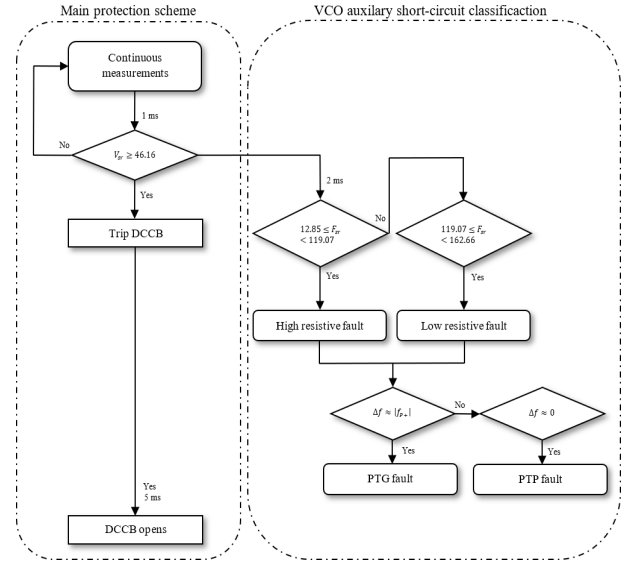 Main protection scheme
VCO auxilary short-circuit classificaction
Continuous
measurements
1 ms
No
V_sr ≥ 46.16
Yes
Trip DCCB
Yes
5 ms
DCCB opens
2 ms
12.85 ≤ F_sr
< 119.07
No
119.07 ≤ F_sr
< 162.66
Yes
Yes
High resistive fault
Low resistive fault
Δf ≈ |f_P+|
No
Δf ≈ 0
Yes
Yes
PTG fault
PTP fault